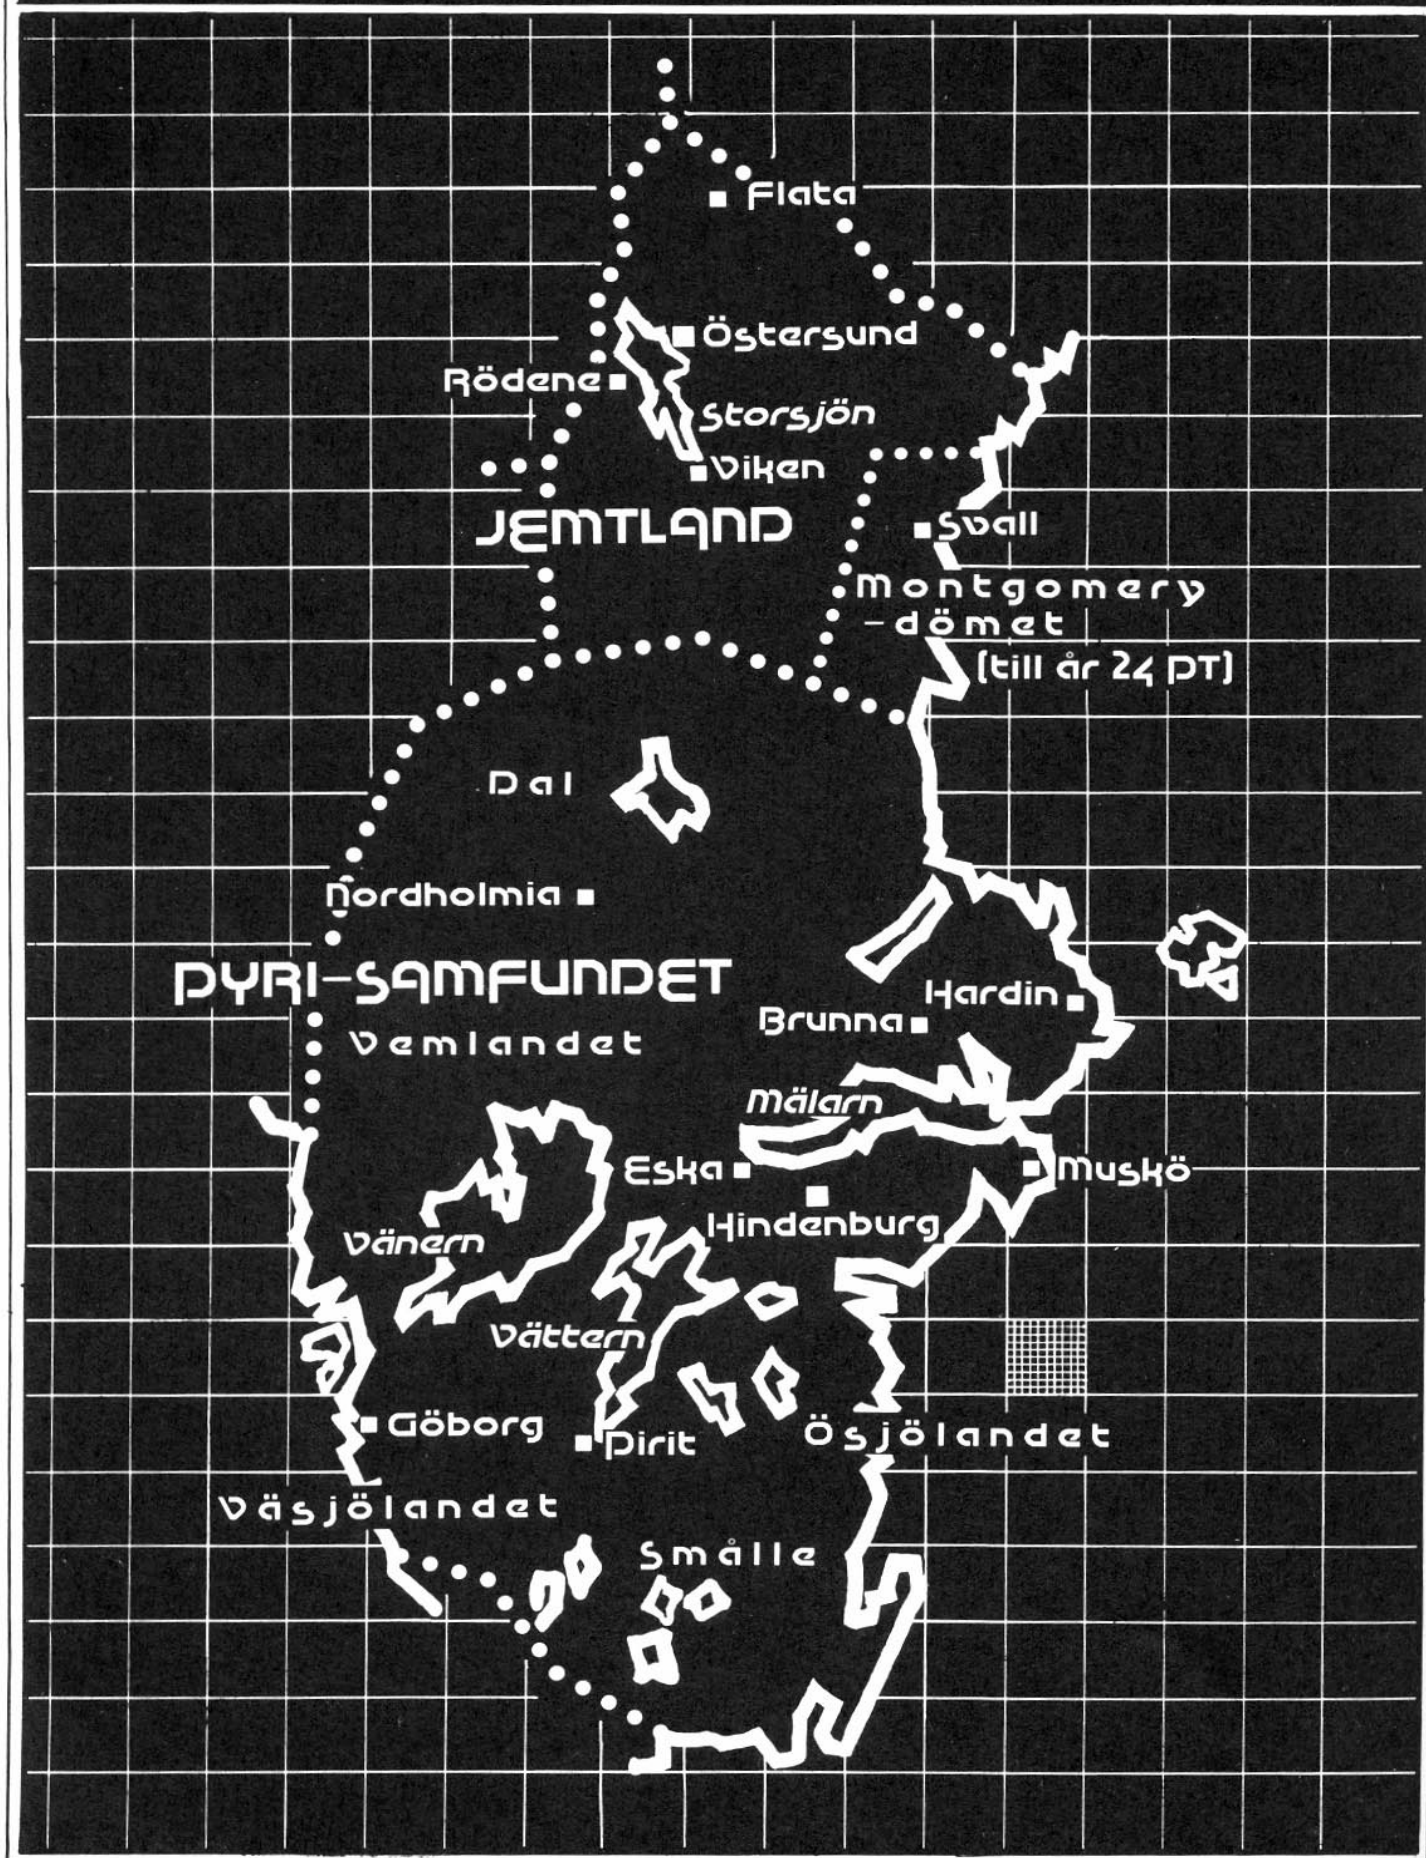 Flata
Östersund
Rödene
Storsjön
Viken
JEMTLAND
Svall
Montgomery
-dömet
(till år 24 PT)
Dal
Nordholmia
PYRI-SAMFUNDET
Hardin
Brunna
Vemlandet
Mälarn
Eska
Muskö
Hindenburg
Vänern
Vättern
Göborg
Pirit
Ösjölandet
Väsjölandet
Smålle